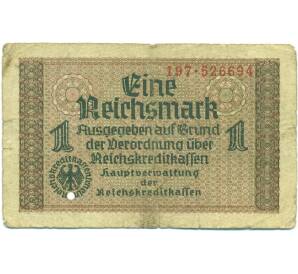 197·526694
Eine
Reichsmark
1 Ausgegeben auf Grund 1
der Verordnung über
Reichskreditkassen
Hauptverwaltung
der
Reichskreditkassen